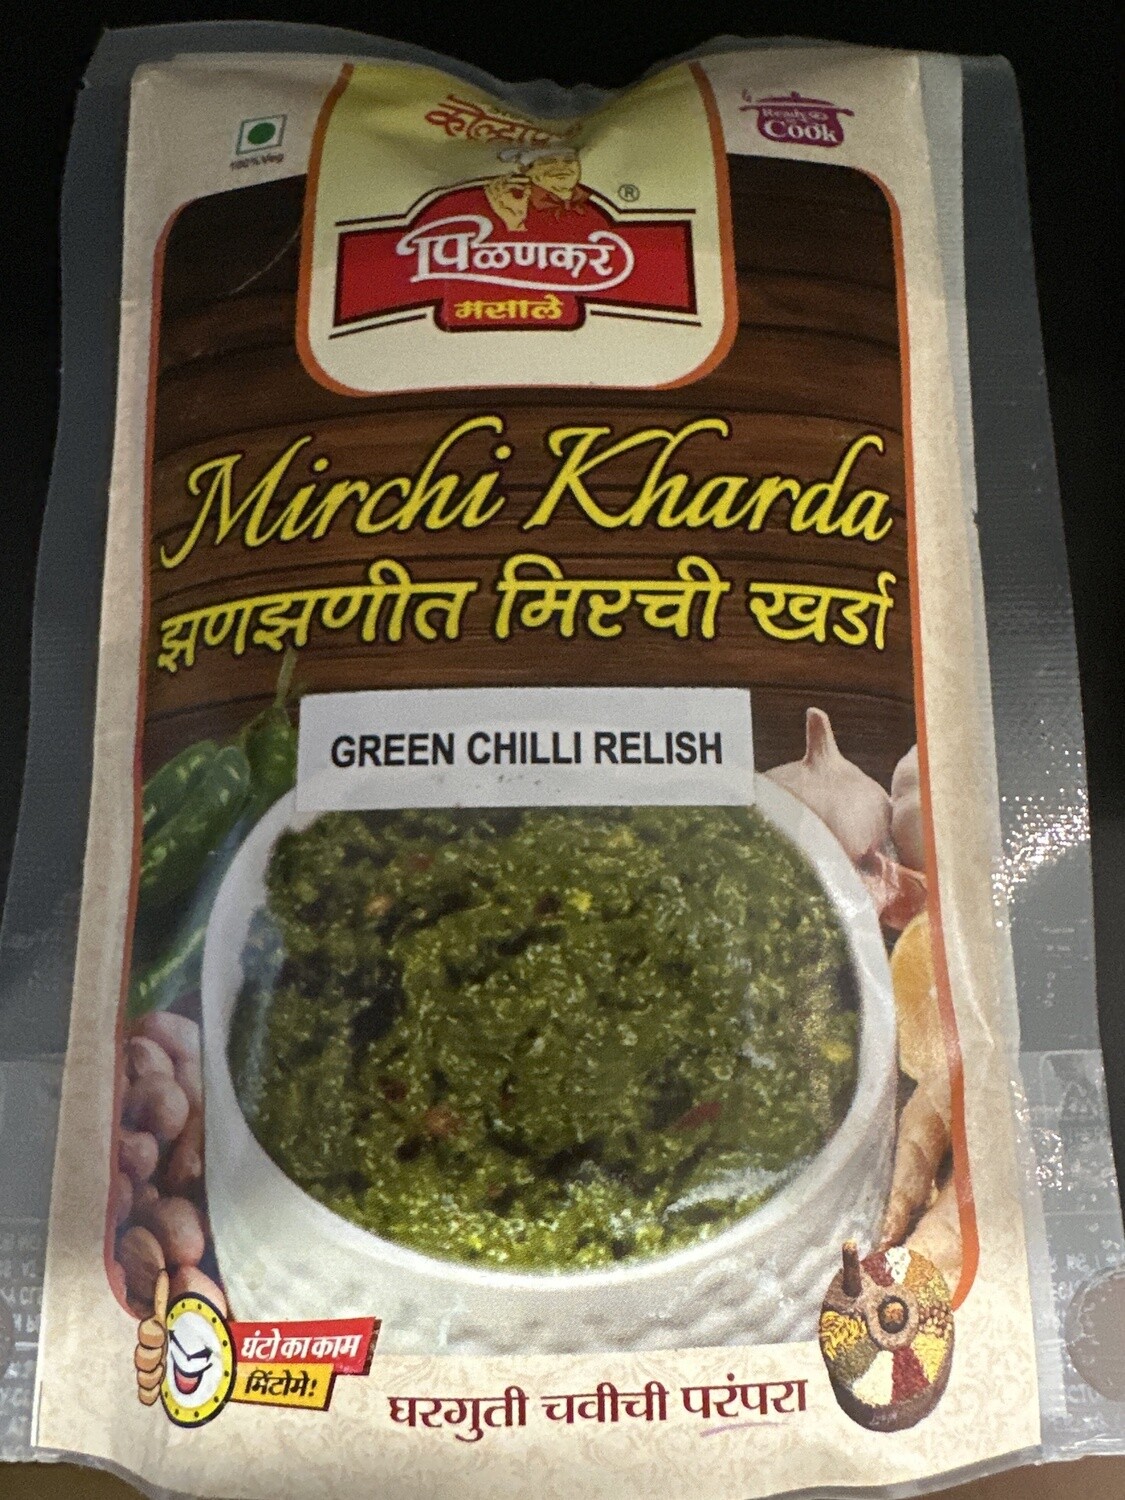 100% Veg
Ready to
Cook
®
पिळणकर
मसाले
Mirchi Kharda
झणझणीत मिरची खर्डा
GREEN CHILLI RELISH
घंटो का काम
मिंटोमे!
घरगुती चवीची परंपरा